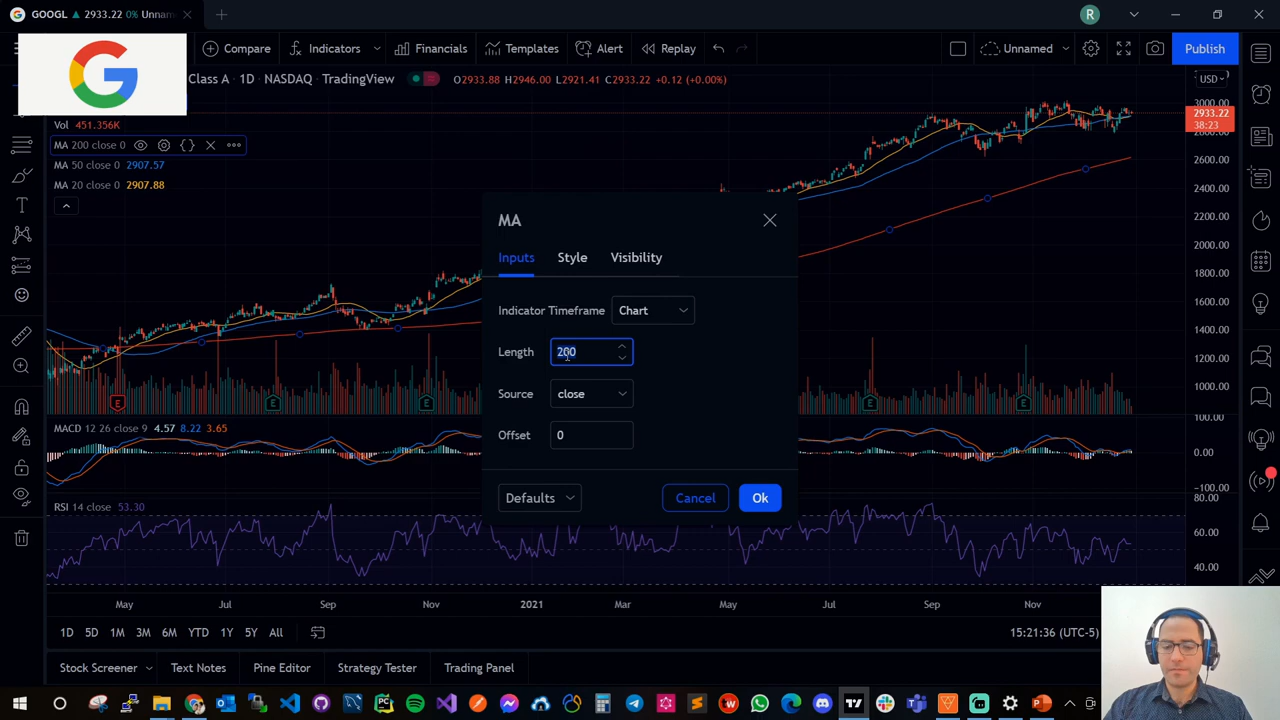 GOOGL ▲ 2933.22 0% Unnam
R
Compare
Indicators
Financials
Templates
Alert
Replay
Unnamed
Publish
G
Class A · 1D · NASDAQ · TradingView
O2933.88 H2946.00 L2921.41 C2933.22 +0.12 (+0.00%)
USD
Vol 451.356K
MA 200 close 0
MA 50 close 0 2907.57
MA 20 close 0 2907.88
3000.00
2933.22
38:23
2600.00
2400.00
2200.00
2000.00
1800.00
1600.00
1400.00
1200.00
1000.00
MA
Inputs
Style
Visibility
Indicator Timeframe
Chart
Length
200
Source
close
Offset
0
Defaults
Cancel
Ok
E E E E E
MACD 12 26 close 9 4.57 8.22 3.65
100.00
0.00
−100.00
RSI 14 close 53.30
80.00
60.00
40.00
May Jul Sep Nov 2021 Mar May Jul Sep Nov
1D 5D 1M 3M 6M YTD 1Y 5Y All
15:21:36 (UTC-5)
Stock Screener
Text Notes
Pine Editor
Strategy Tester
Trading Panel